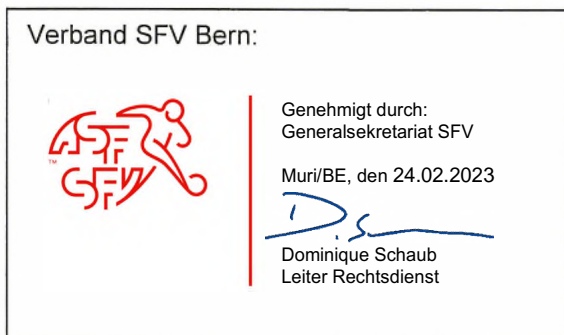 Verband SFV Bern:
ASF
SFV
TM
Genehmigt durch:
Generalsekretariat SFV
Muri/BE, den 24.02.2023
D. S
Dominique Schaub
Leiter Rechtsdienst